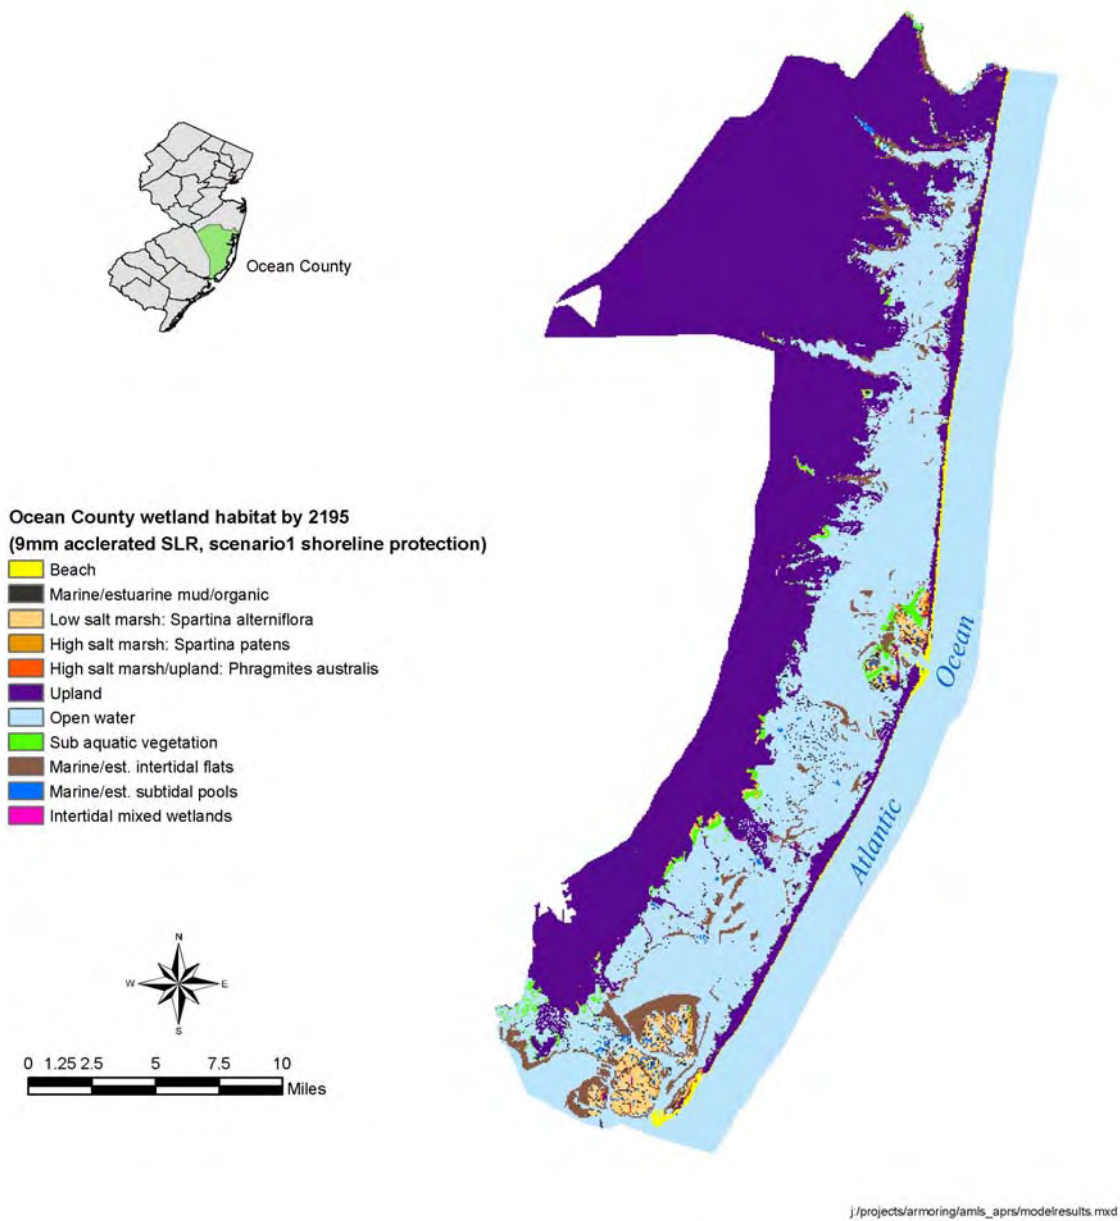 Ocean County
Ocean County wetland habitat by 2195
(9mm acclerated SLR, scenario1 shoreline protection)
Beach
Marine/estuarine mud/organic
Low salt marsh: Spartina alterniflora
High salt marsh: Spartina patens
High salt marsh/upland: Phragmites australis
Upland
Open water
Sub aquatic vegetation
Marine/est. intertidal flats
Marine/est. subtidal pools
Intertidal mixed wetlands
N
W E
S
0 1.25 2.5 5 7.5 10
Miles
Atlantic Ocean
j:/projects/armoring/amls_aprs/modelresults.mxd